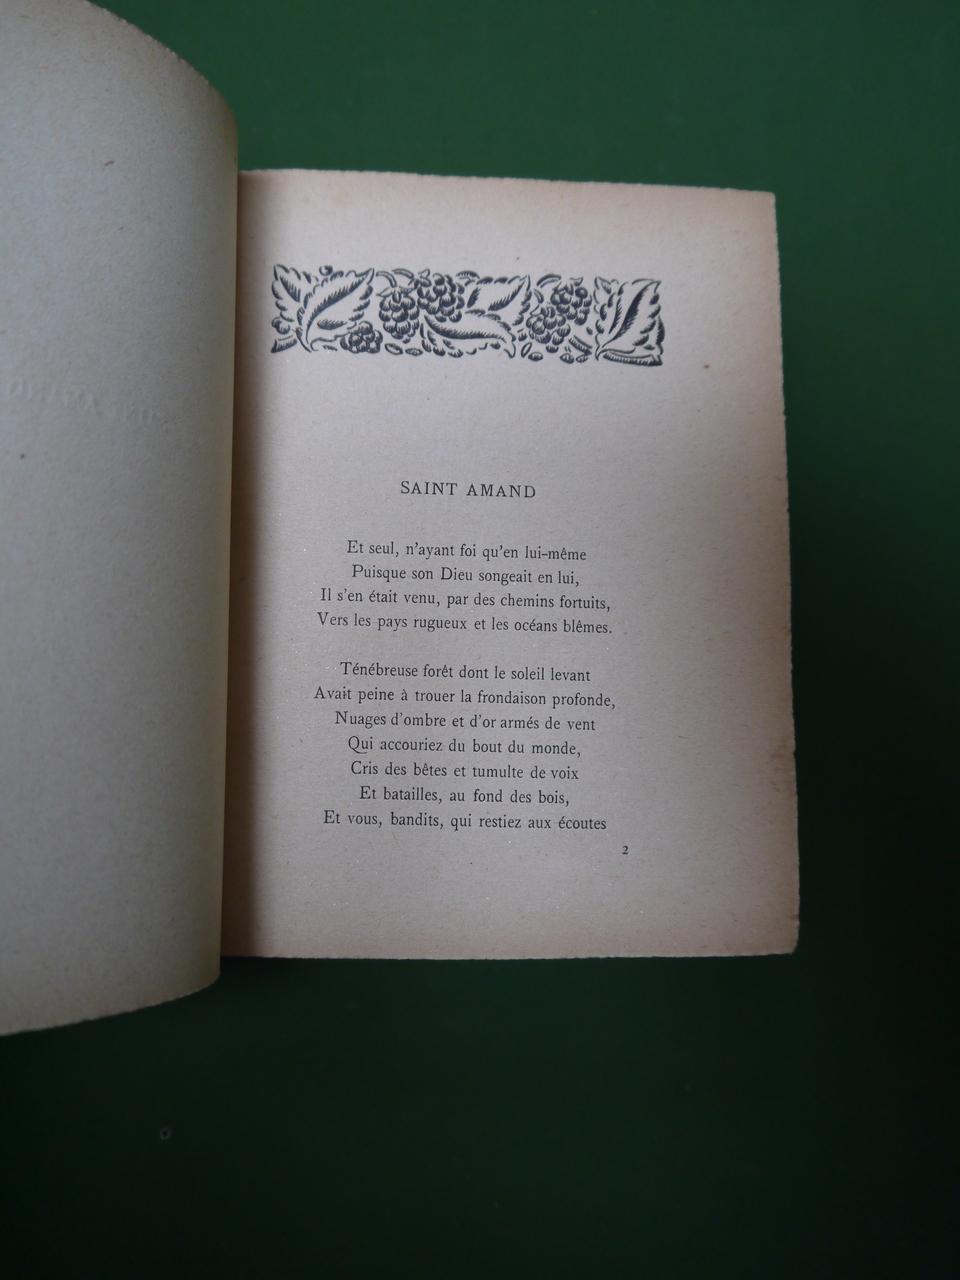 SAINT AMAND
Et seul, n'ayant foi qu'en lui-même
Puisque son Dieu songeait en lui,
Il s'en était venu, par des chemins fortuits,
Vers les pays rugueux et les océans blêmes.
Ténébreuse forêt dont le soleil levant
Avait peine à trouer la frondaison profonde,
Nuages d'ombre et d'or armés de vent
Qui accouriez du bout du monde,
Cris des bêtes et tumulte de voix
Et batailles, au fond des bois,
Et vous, bandits, qui restiez aux écoutes
2